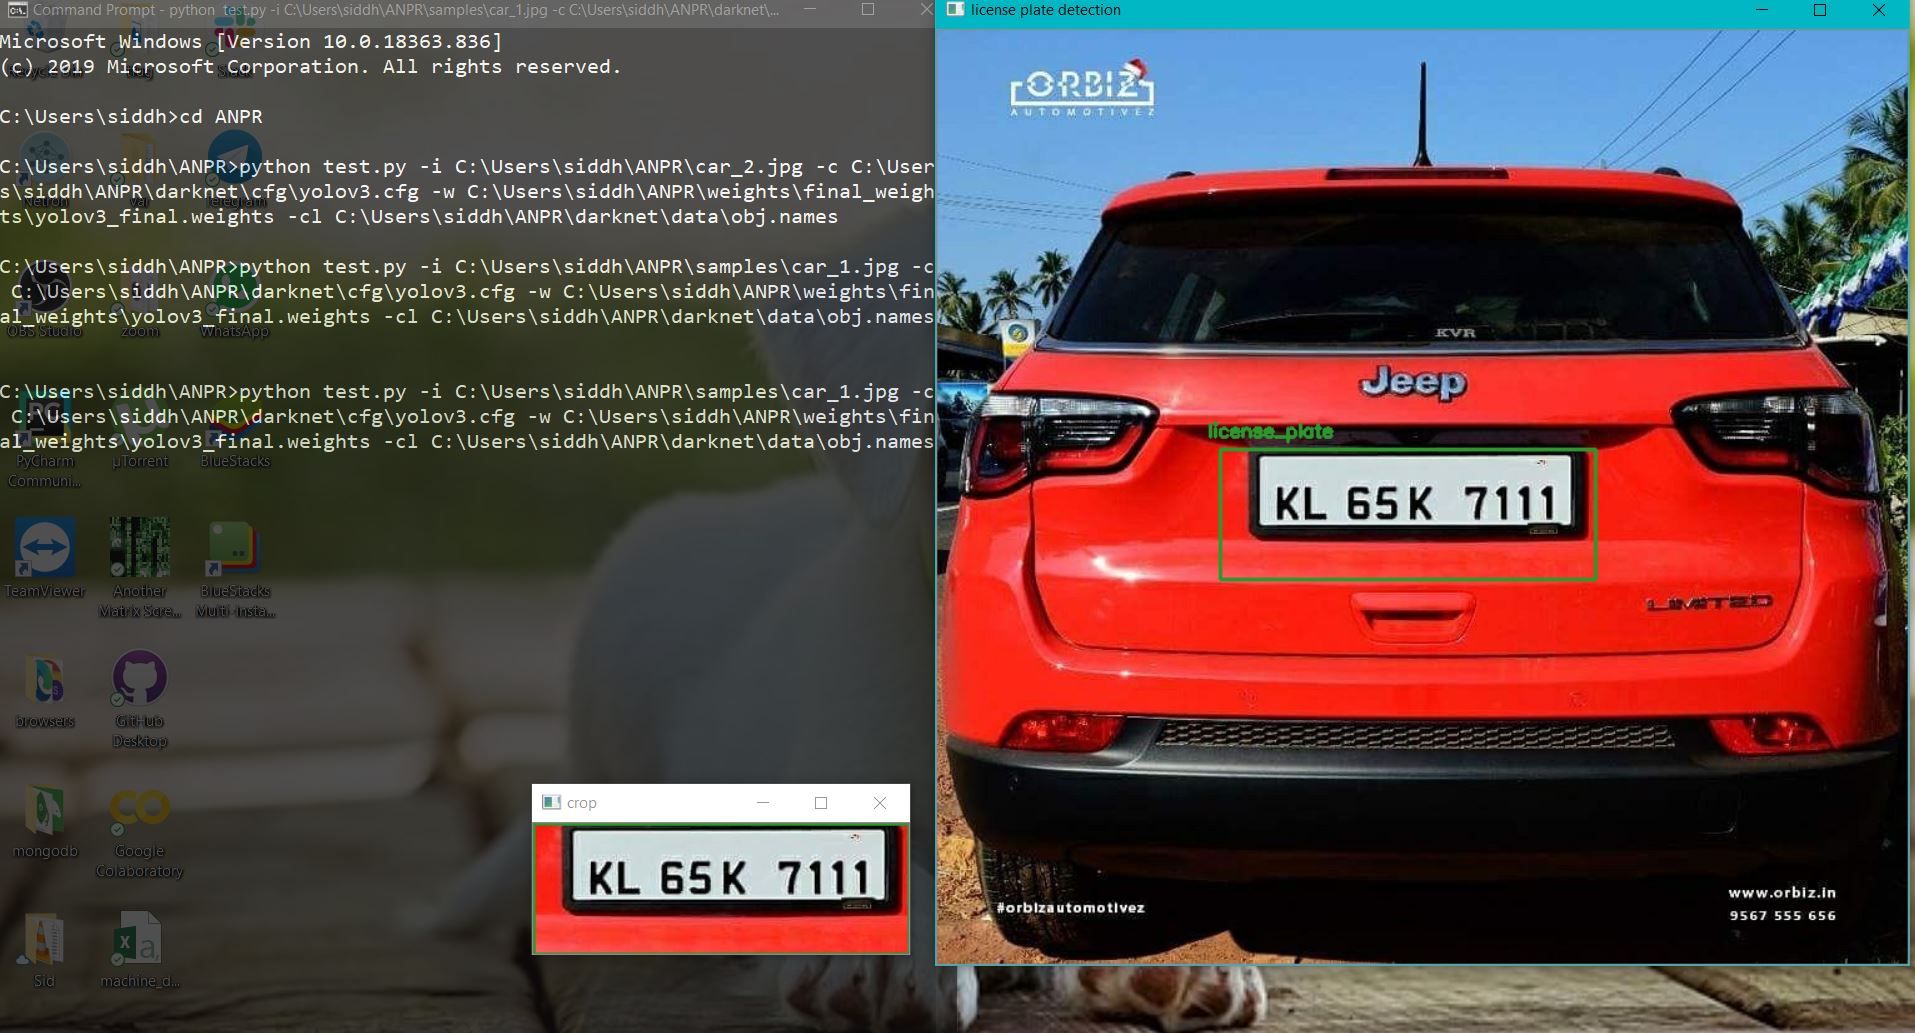 Command Prompt - python test.py -i C:\Users\siddh\ANPR\samples\car_1.jpg -c C:\Users\siddh\ANPR\darknet\...
Microsoft Windows [Version 10.0.18363.836]
(c) 2019 Microsoft Corporation. All rights reserved.
C:\Users\siddh>cd ANPR
C:\Users\siddh\ANPR>python test.py -i C:\Users\siddh\ANPR\car_2.jpg -c C:\User
s\siddh\ANPR\darknet\cfg\yolov3.cfg -w C:\Users\siddh\ANPR\weights\final_weigh
ts\yolov3_final.weights -cl C:\Users\siddh\ANPR\darknet\data\obj.names
C:\Users\siddh\ANPR>python test.py -i C:\Users\siddh\ANPR\samples\car_1.jpg -c
C:\Users\siddh\ANPR\darknet\cfg\yolov3.cfg -w C:\Users\siddh\ANPR\weights\fin
al_weights\yolov3_final.weights -cl C:\Users\siddh\ANPR\darknet\data\obj.names
C:\Users\siddh\ANPR>python test.py -i C:\Users\siddh\ANPR\samples\car_1.jpg -c
C:\Users\siddh\ANPR\darknet\cfg\yolov3.cfg -w C:\Users\siddh\ANPR\weights\fin
al_weights\yolov3_final.weights -cl C:\Users\siddh\ANPR\darknet\data\obj.names
Telegram
OBS Studio
zoom
WhatsApp
PyCharm
Communi...
µTorrent
BlueStacks
TeamViewer
Another
Matrix Scre...
BlueStacks
Multi-Insta...
browsers
GitHub
Desktop
mongodb
Google
Colaboratory
Sid
machine_d...
crop
KL 65K 7111
license plate detection
ORBIZ
AUTOMOTIVEZ
KVR
Jeep
license_plate
KL 65K 7111
LIMITED
#orbizautomotivez
www.orbiz.in
9567 555 656